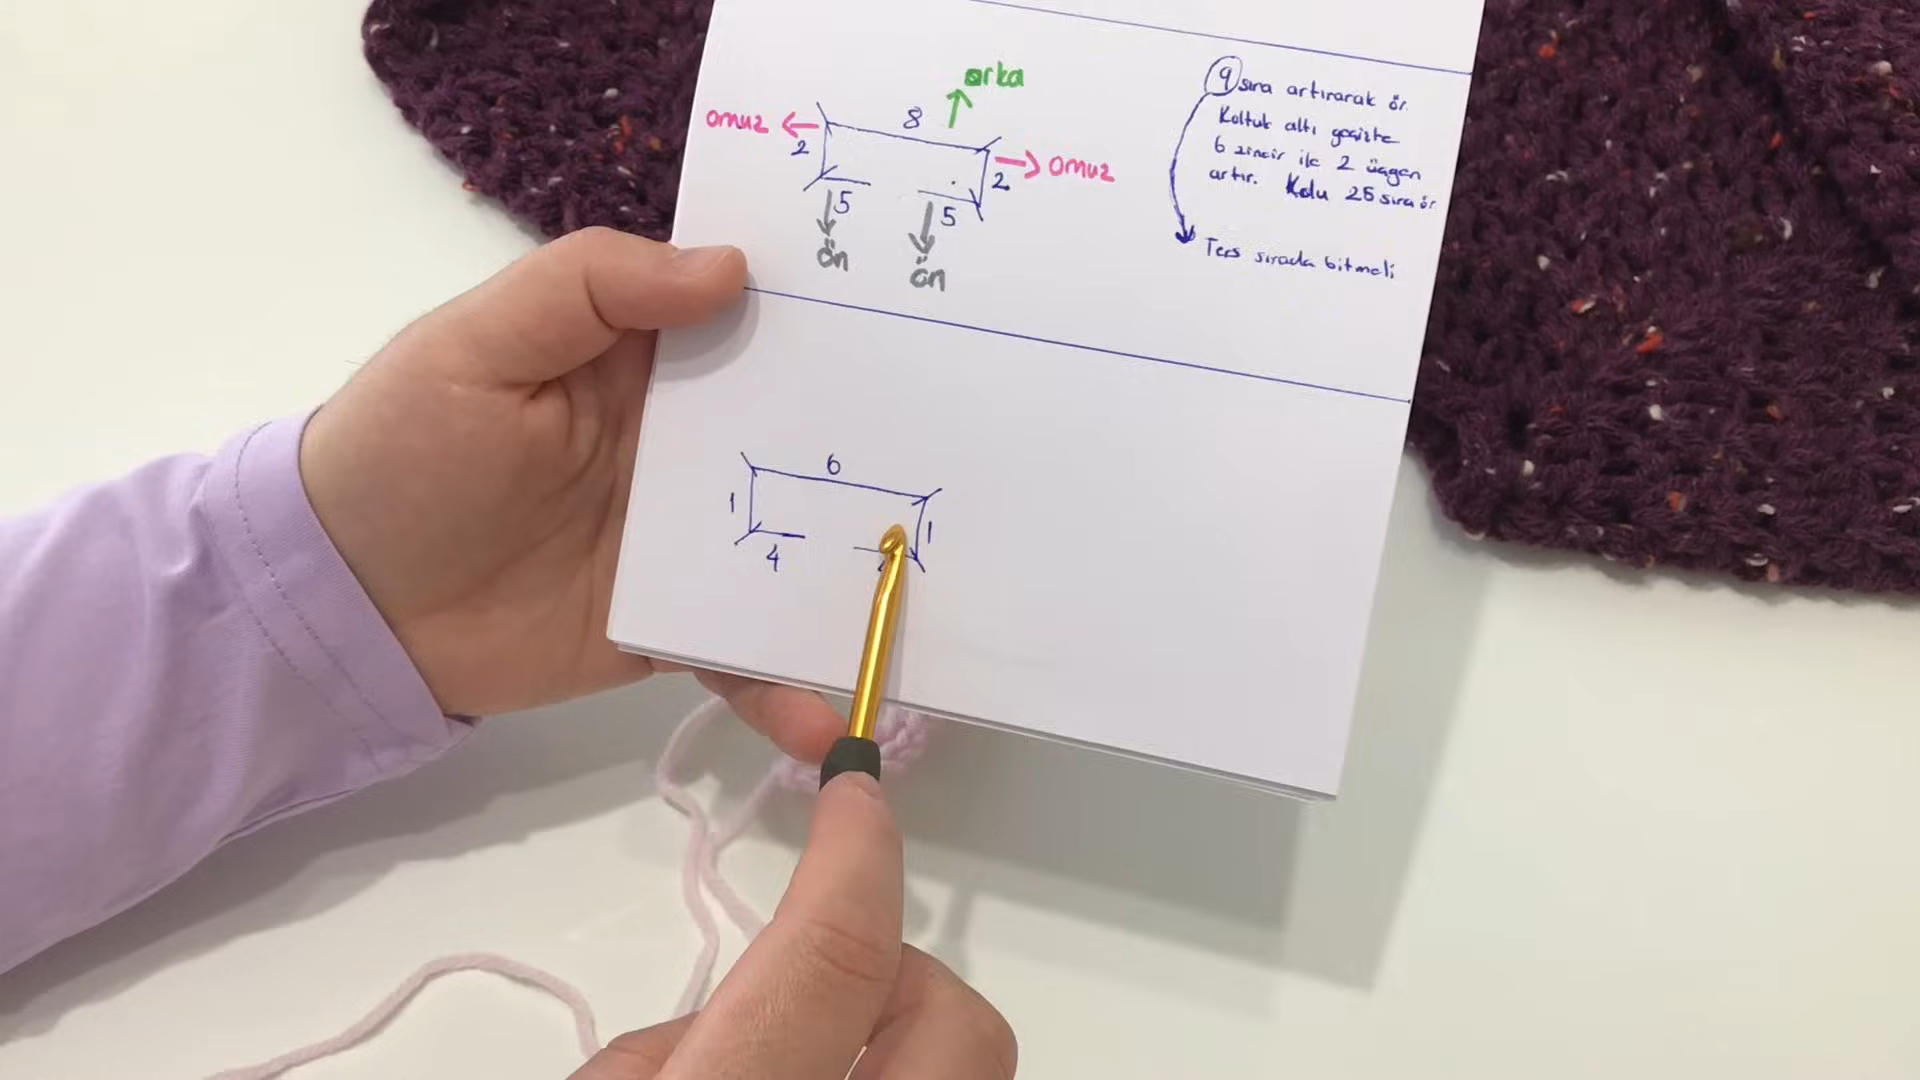 orka
omuz
8
2
omuz
2
5
5
ön
ön
9 sıra artırarak ör.
Koltuk altı geçişte
6 zincir ile 2 üçgen
artır. Kolu 25 sıra ör
Ters sırada bitmeli
6
1
1
4